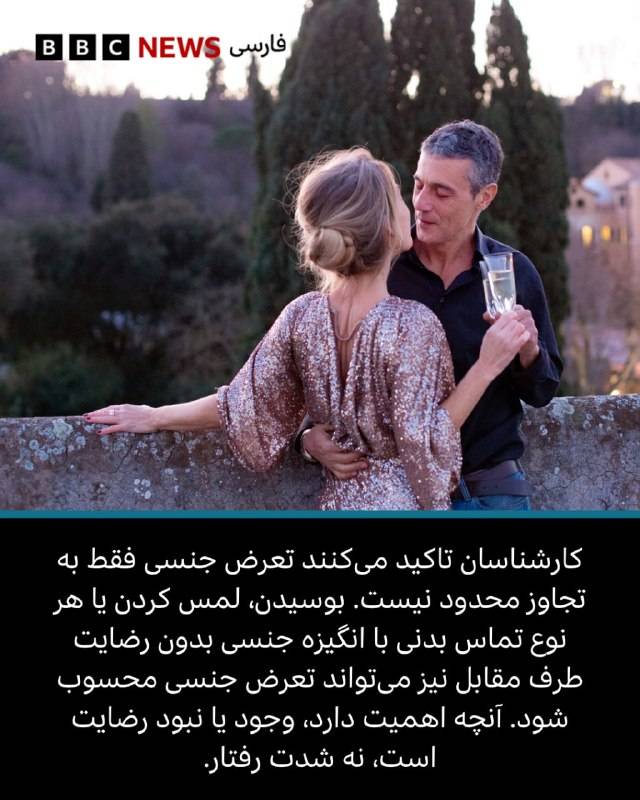 BBC NEWS فارسی
کارشناسان تاکید می‌کنند تعرض جنسی فقط به
تجاوز محدود نیست. بوسیدن، لمس کردن یا هر
نوع تماس بدنی با انگیزه جنسی بدون رضایت
طرف مقابل نیز می‌تواند تعرض جنسی محسوب
شود. آنچه اهمیت دارد، وجود یا نبود رضایت
است، نه شدت رفتار.